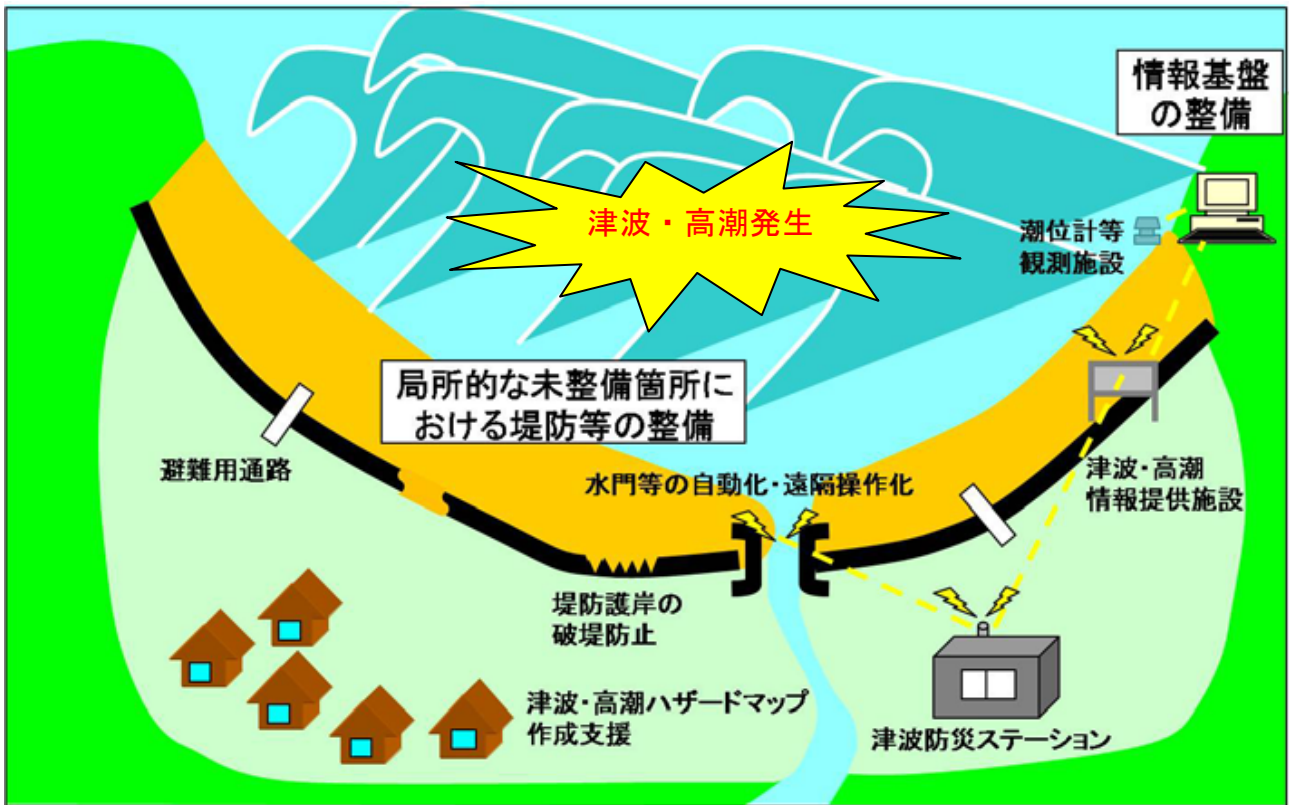 情報基盤
の整備
津波・高潮発生
潮位計等
観測施設
局所的な未整備箇所に
おける堤防等の整備
避難用通路
水門等の自動化・遠隔操作化
津波・高潮
情報提供施設
堤防護岸の
破堤防止
津波・高潮ハザードマップ
作成支援
津波防災ステーション